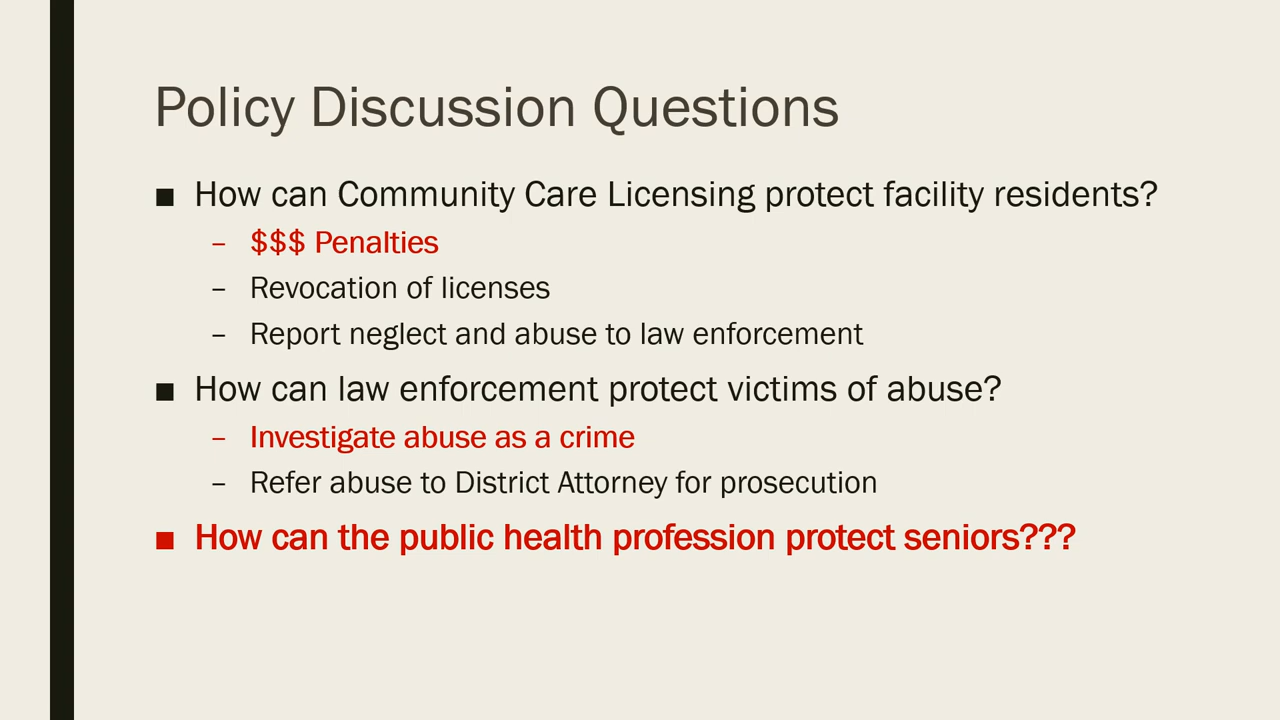 Policy Discussion Questions
■ How can Community Care Licensing protect facility residents?
– $$$ Penalties
– Revocation of licenses
– Report neglect and abuse to law enforcement
■ How can law enforcement protect victims of abuse?
– Investigate abuse as a crime
– Refer abuse to District Attorney for prosecution
■ How can the public health profession protect seniors???